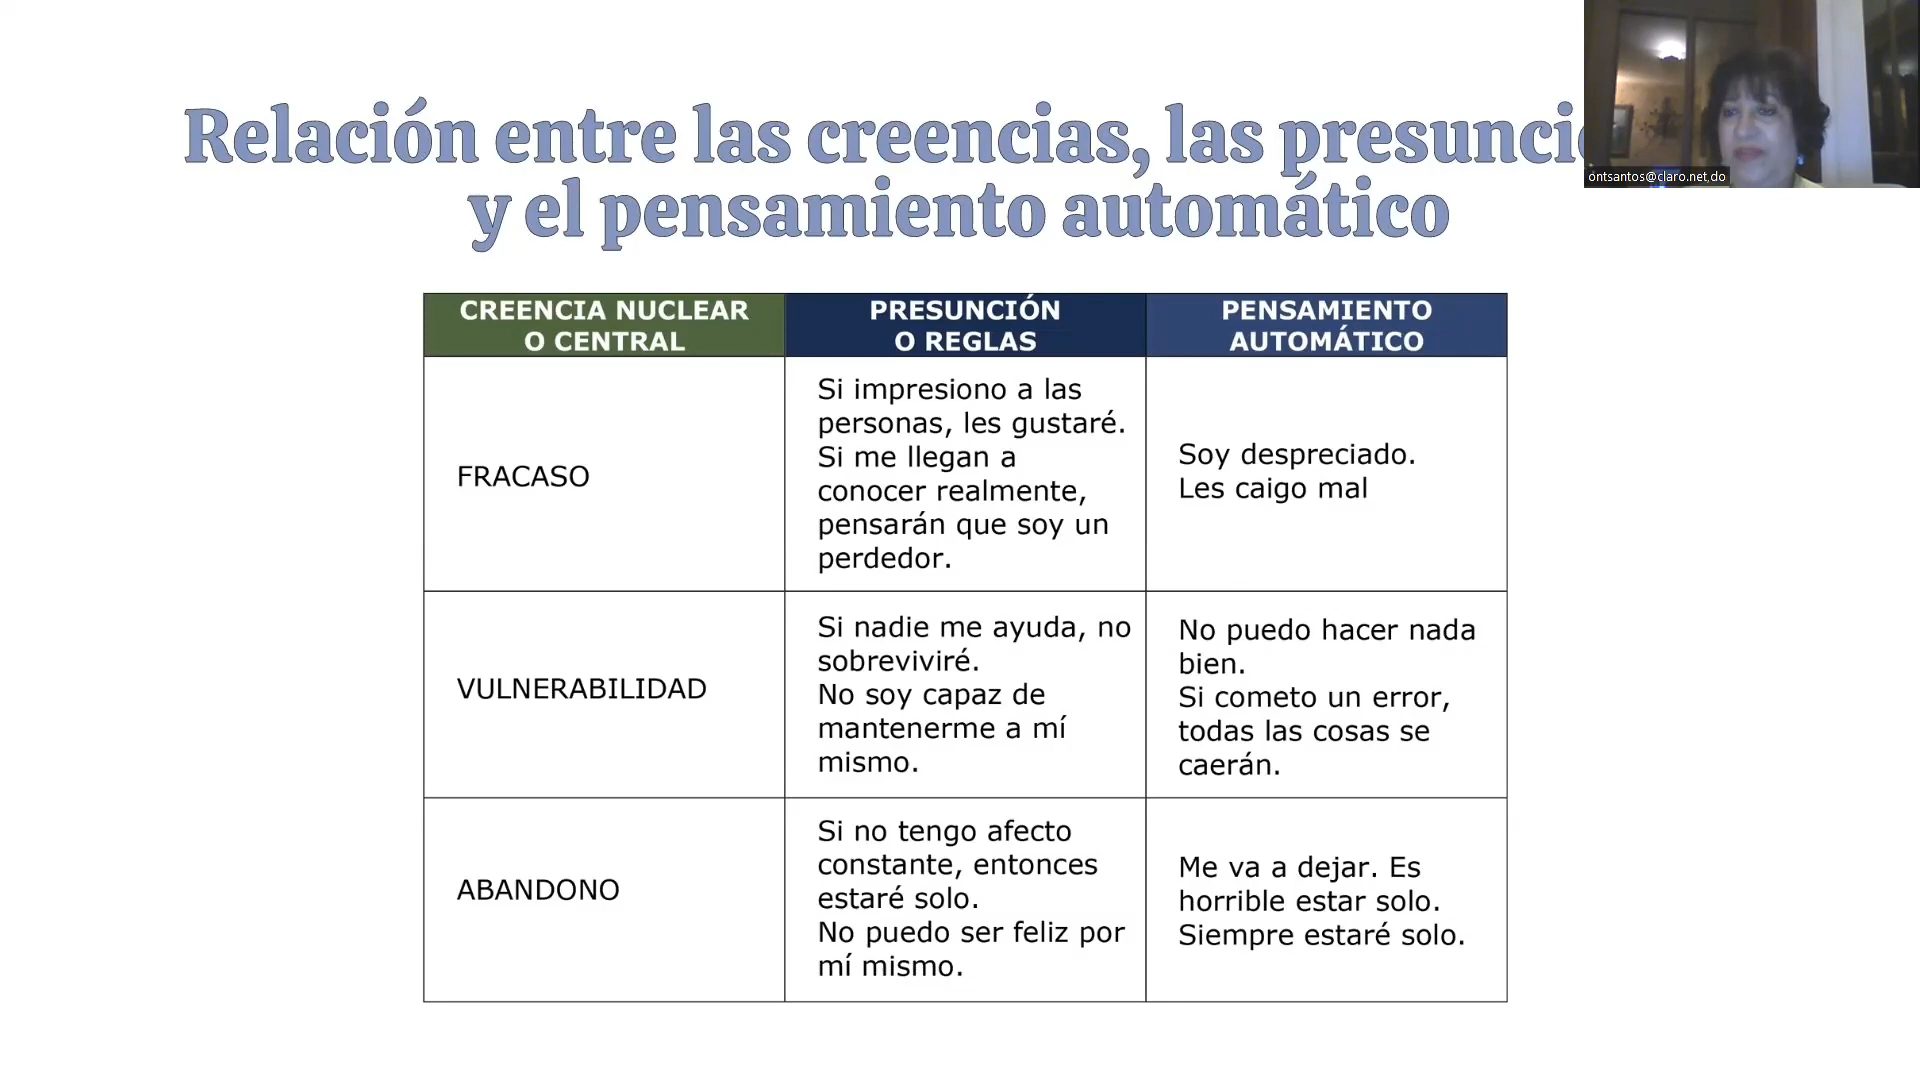 Relación entre las creencias, las
y el pensamiento automático
ontsantos@claro.net.do
CREENCIA NUCLEAR
O CENTRAL
PRESUNCIÓN
O REGLAS
PENSAMIENTO
AUTOMÁTICO
FRACASO
Si impresiono a las
personas, les gustaré.
Si me llegan a
conocer realmente,
pensarán que soy un
perdedor.
Soy despreciado.
Les caigo mal
VULNERABILIDAD
Si nadie me ayuda, no
sobreviviré.
No soy capaz de
mantenerme a mí
mismo.
No puedo hacer nada
bien.
Si cometo un error,
todas las cosas se
caerán.
ABANDONO
Si no tengo afecto
constante, entonces
estaré solo.
No puedo ser feliz por
mí mismo.
Me va a dejar. Es
horrible estar solo.
Siempre estaré solo.